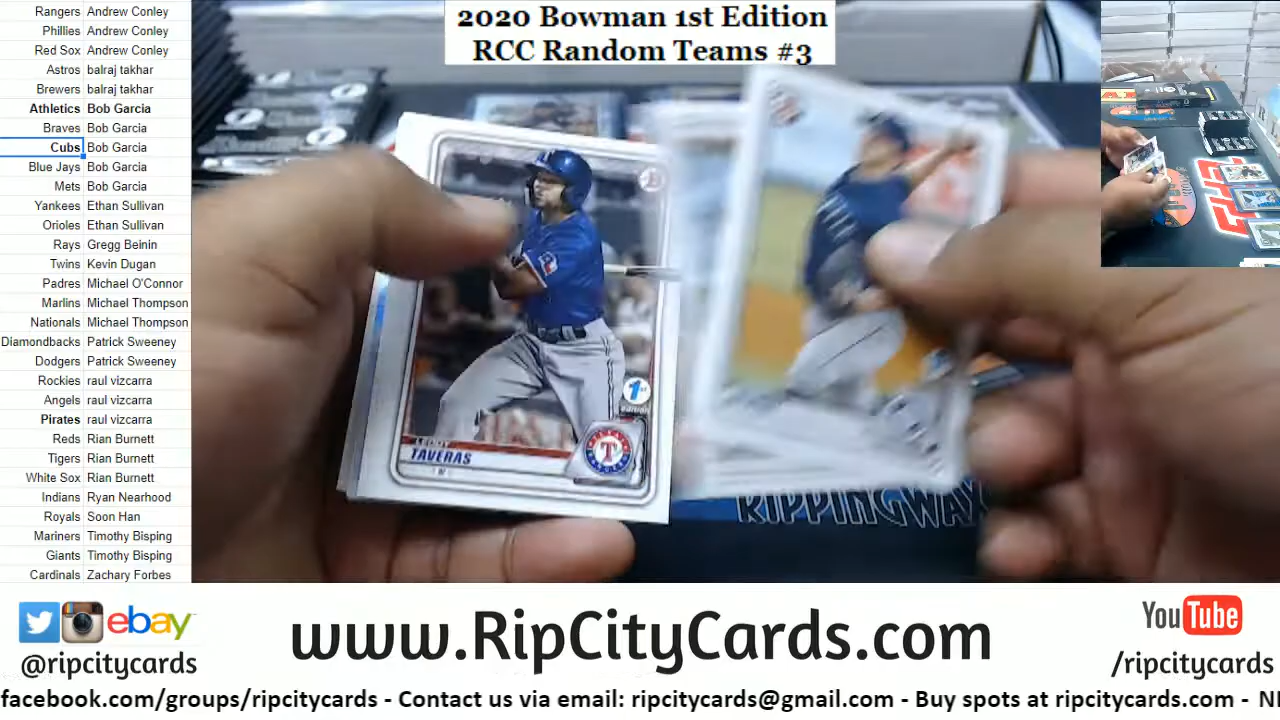 2020 Bowman 1st Edition
RCC Random Teams #3
Rangers Andrew Conley
Phillies Andrew Conley
Red Sox Andrew Conley
Astros balraj takhar
Brewers balraj takhar
Athletics Bob Garcia
Braves Bob Garcia
Cubs Bob Garcia
Blue Jays Bob Garcia
Mets Bob Garcia
Yankees Ethan Sullivan
Orioles Ethan Sullivan
Rays Gregg Beinin
Twins Kevin Dugan
Padres Michael O'Connor
Marlins Michael Thompson
Nationals Michael Thompson
Diamondbacks Patrick Sweeney
Dodgers Patrick Sweeney
Rockies raul vizcarra
Angels raul vizcarra
Pirates raul vizcarra
Reds Rian Burnett
Tigers Rian Burnett
White Sox Rian Burnett
Indians Ryan Nearhood
Royals Soon Han
Mariners Timothy Bisping
Giants Timothy Bisping
Cardinals Zachary Forbes
1st
edition
LEODY
TAVERAS
T
RIPPINGWAX
ebay
@ripcitycards
www.RipCityCards.com
YouTube
/ripcitycards
facebook.com/groups/ripcitycards - Contact us via email: ripcitycards@gmail.com - Buy spots at ripcitycards.com - NI